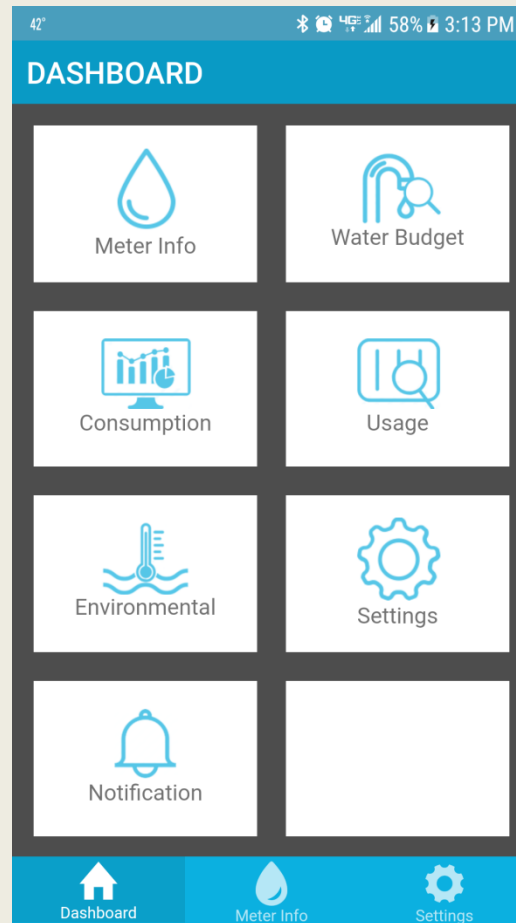 42° 4GE 58% 3:13 PM
DASHBOARD
Meter Info
Water Budget
Consumption
Usage
Environmental
Settings
Notification
Dashboard
Meter Info
Settings